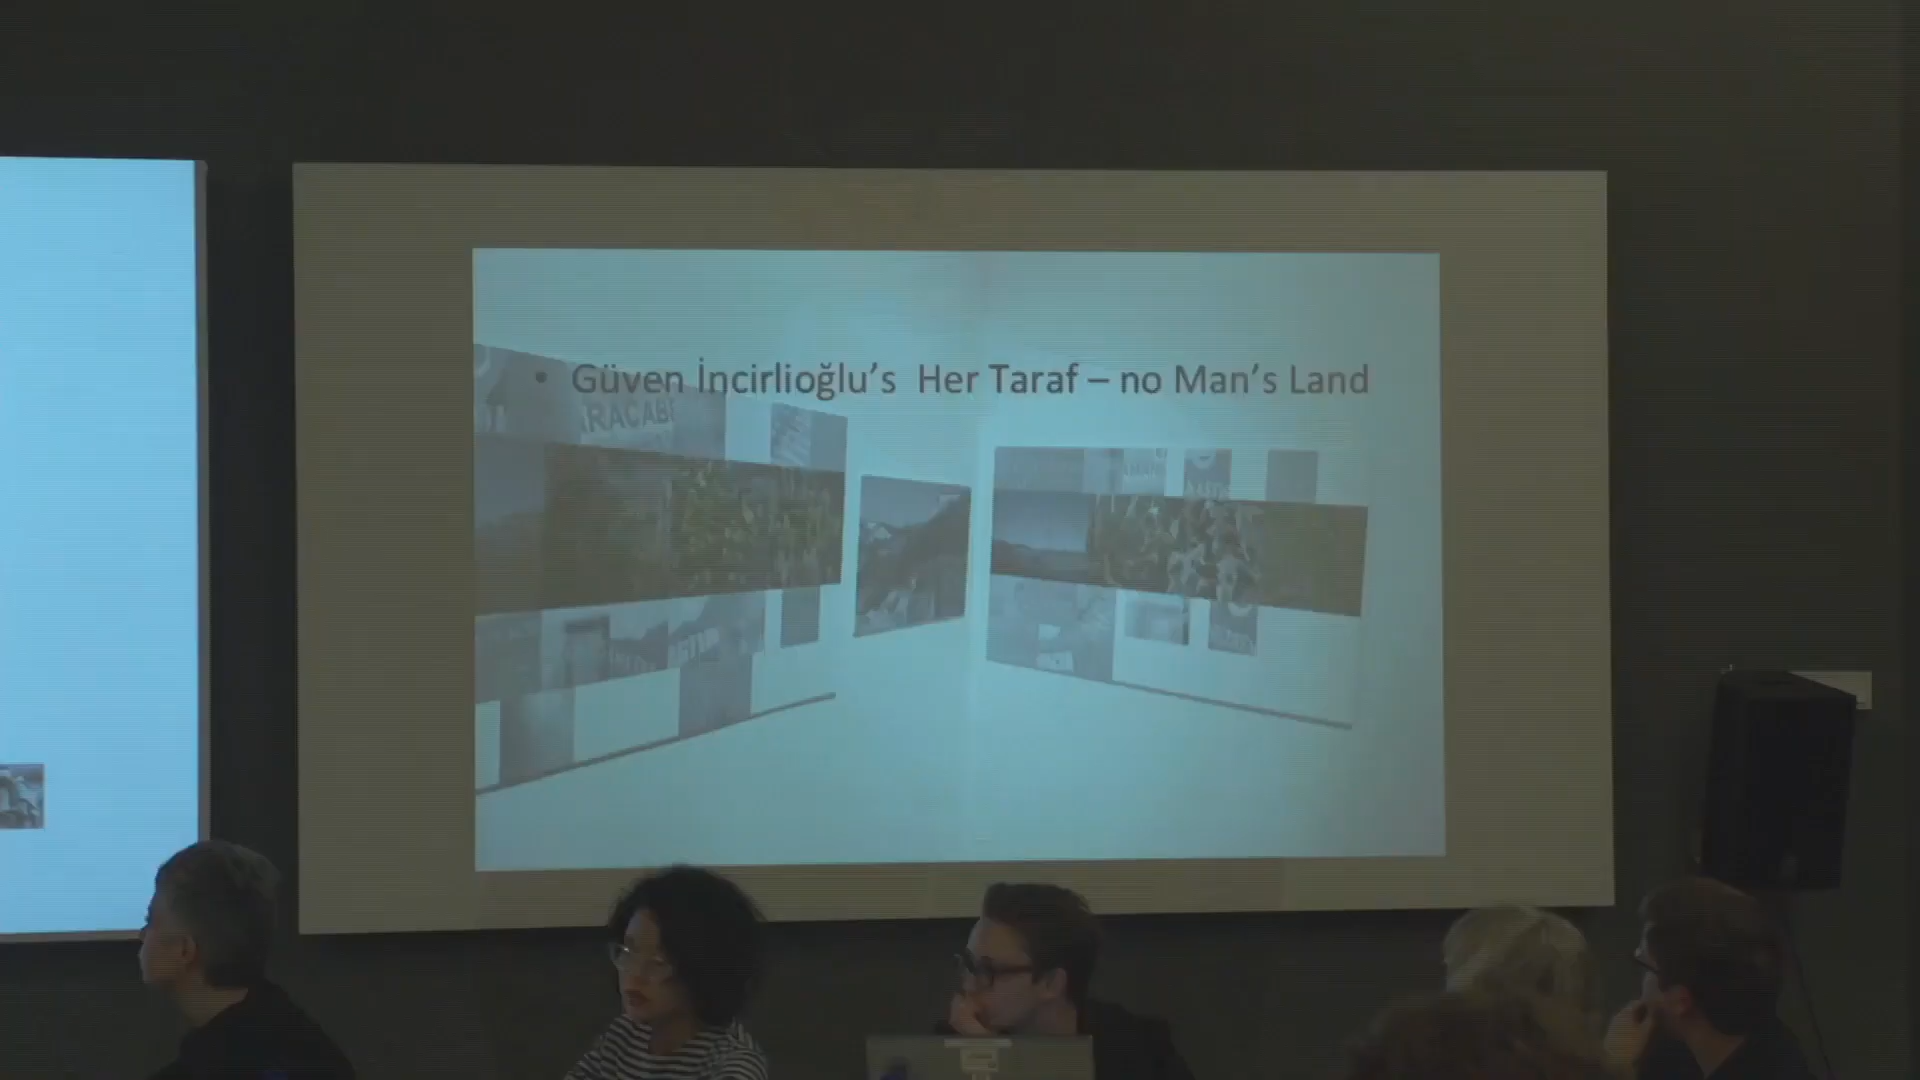 • Güven İncirlioğlu's Her Taraf – no Man's Land